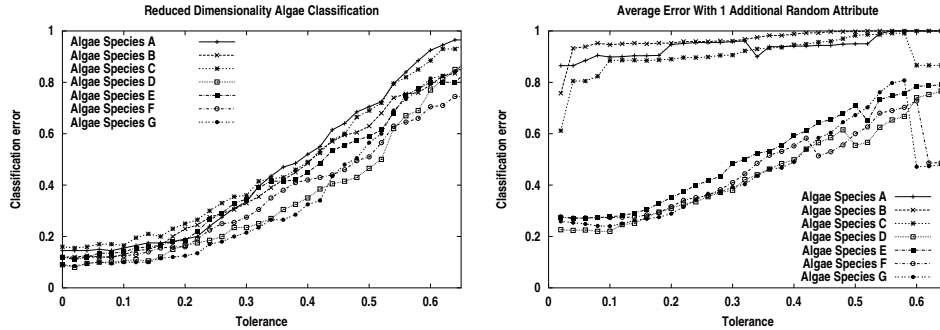 Reduced Dimensionality Algae Classification
Classification error
1
0.8
0.6
0.4
0.2
0
Algae Species A
Algae Species B
Algae Species C
Algae Species D
Algae Species E
Algae Species F
Algae Species G
0 0.1 0.2 0.3 0.4 0.5 0.6
Tolerance
Average Error With 1 Additional Random Attribute
Classification error
1
0.8
0.6
0.4
0.2
0
Algae Species A
Algae Species B
Algae Species C
Algae Species D
Algae Species E
Algae Species F
Algae Species G
0 0.1 0.2 0.3 0.4 0.5 0.6
Tolerance